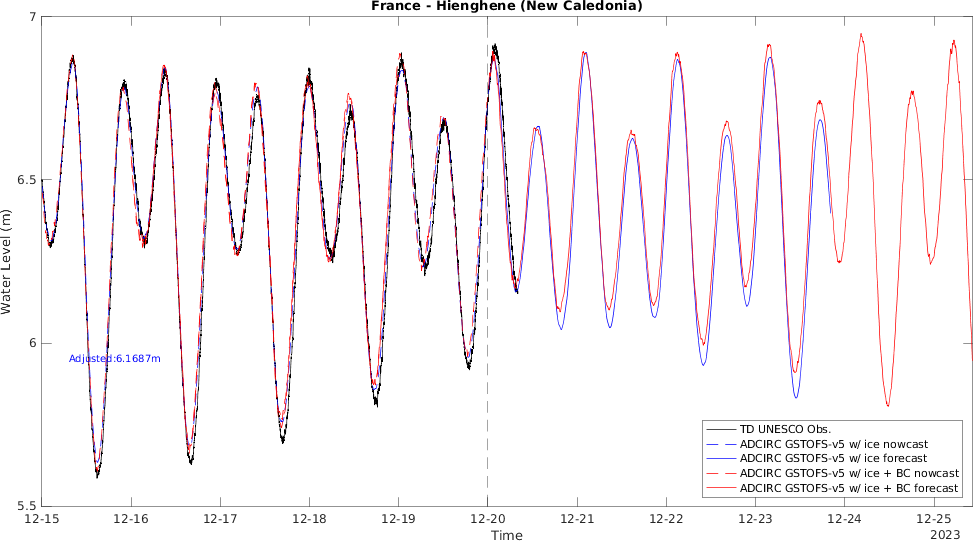 France - Hienghene (New Caledonia)
7
6.5
6
5.5
Water Level (m)
Adjusted:6.1687m
TD UNESCO Obs.
ADCIRC GSTOFS-v5 w/ ice nowcast
ADCIRC GSTOFS-v5 w/ ice forecast
ADCIRC GSTOFS-v5 w/ ice + BC nowcast
ADCIRC GSTOFS-v5 w/ ice + BC forecast
12-15 12-16 12-17 12-18 12-19 12-20 12-21 12-22 12-23 12-24 12-25
Time
2023